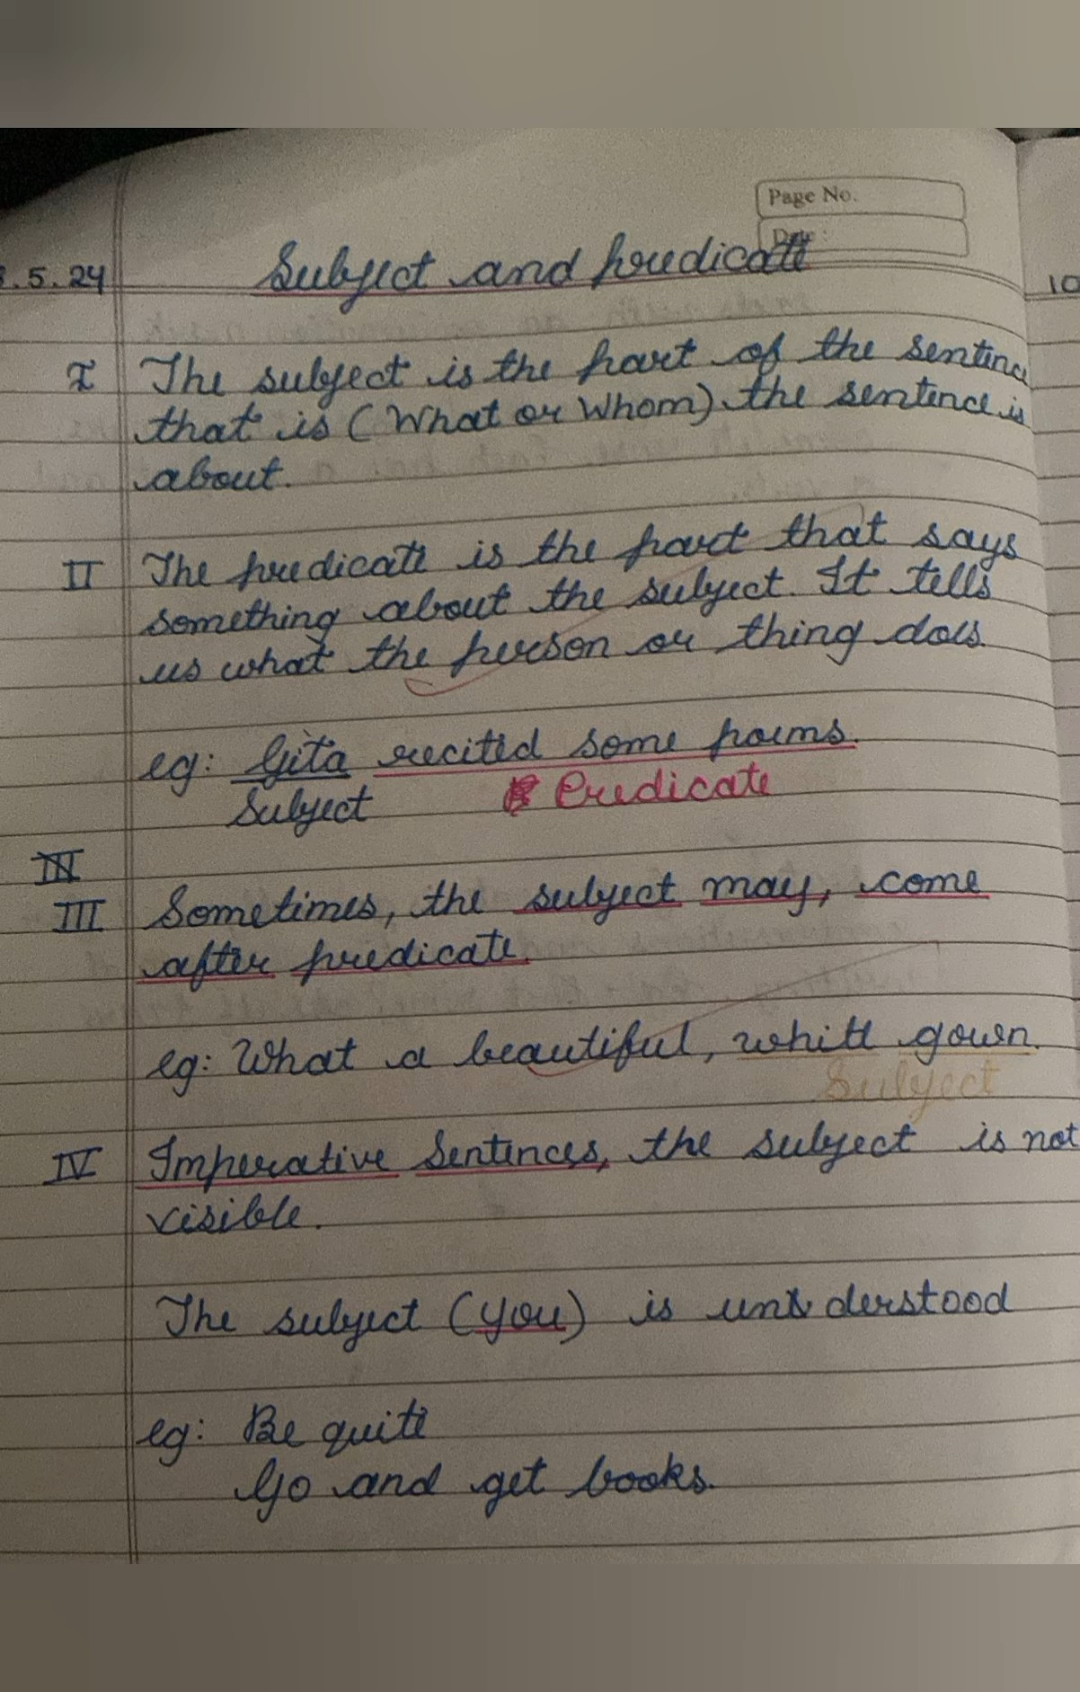 Page No.
Date :
.5.24 Subject and predicate
10
I The subject is the part of the sentence
that is (What or Whom) the sentence is
about.
II The predicate is the part that says
something about the subject. It tells
us what the person or thing does.
eg: Gita recited some poems.
Subject Predicate
III Sometimes, the subject may, come
after predicate.
eg: What a beautiful, white gown.
Subject
IV Imperative Sentences, the subject is not
visible.
The subject (you) is understood
eg: Be quite
Go and get books.